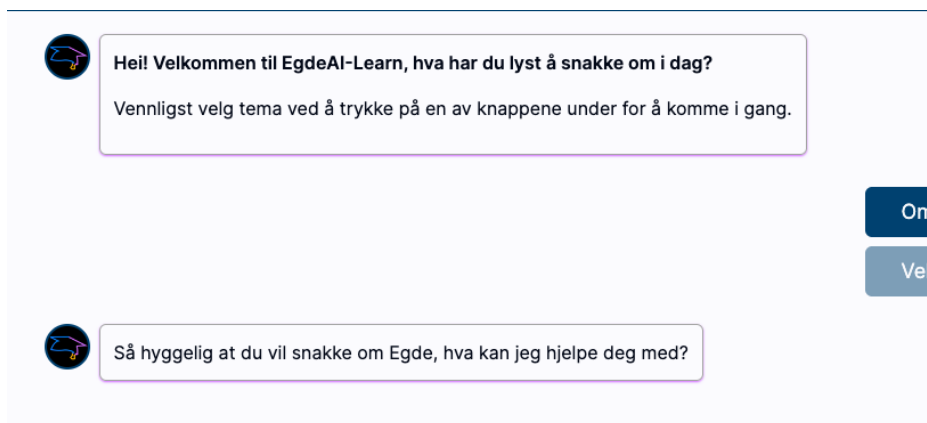 Hei! Velkommen til EgdeAI-Learn, hva har du lyst å snakke om i dag?
Vennligst velg tema ved å trykke på en av knappene under for å komme i gang.
Så hyggelig at du vil snakke om Egde, hva kan jeg hjelpe deg med?